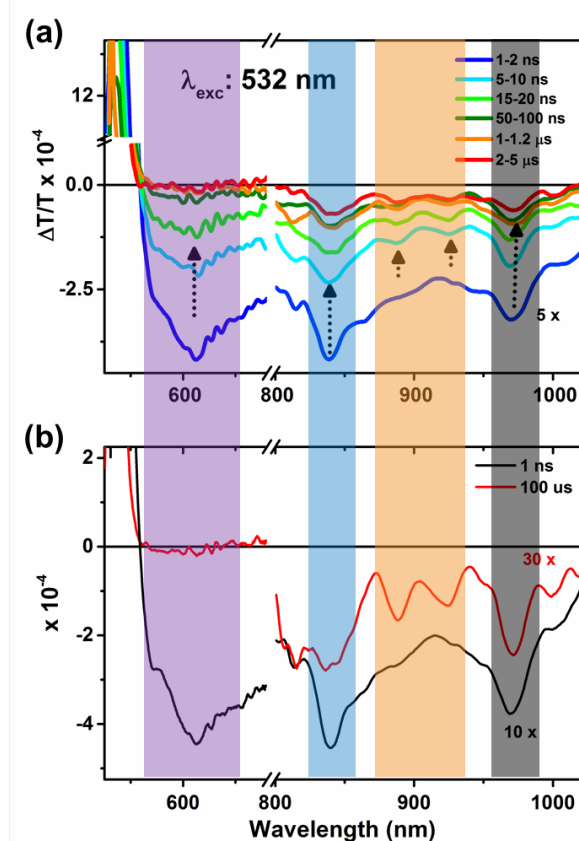 (a)
λexc: 532 nm
1-2 ns
5-10 ns
15-20 ns
50-100 ns
1-1.2 μs
2-5 μs
12
0.0
-2.5
ΔT/T x 10-4
5 x
600 800 900 1000
(b)
1 ns
100 us
2
0
-2
-4
x 10-4
30 x
10 x
600 800 900 1000
Wavelength (nm)